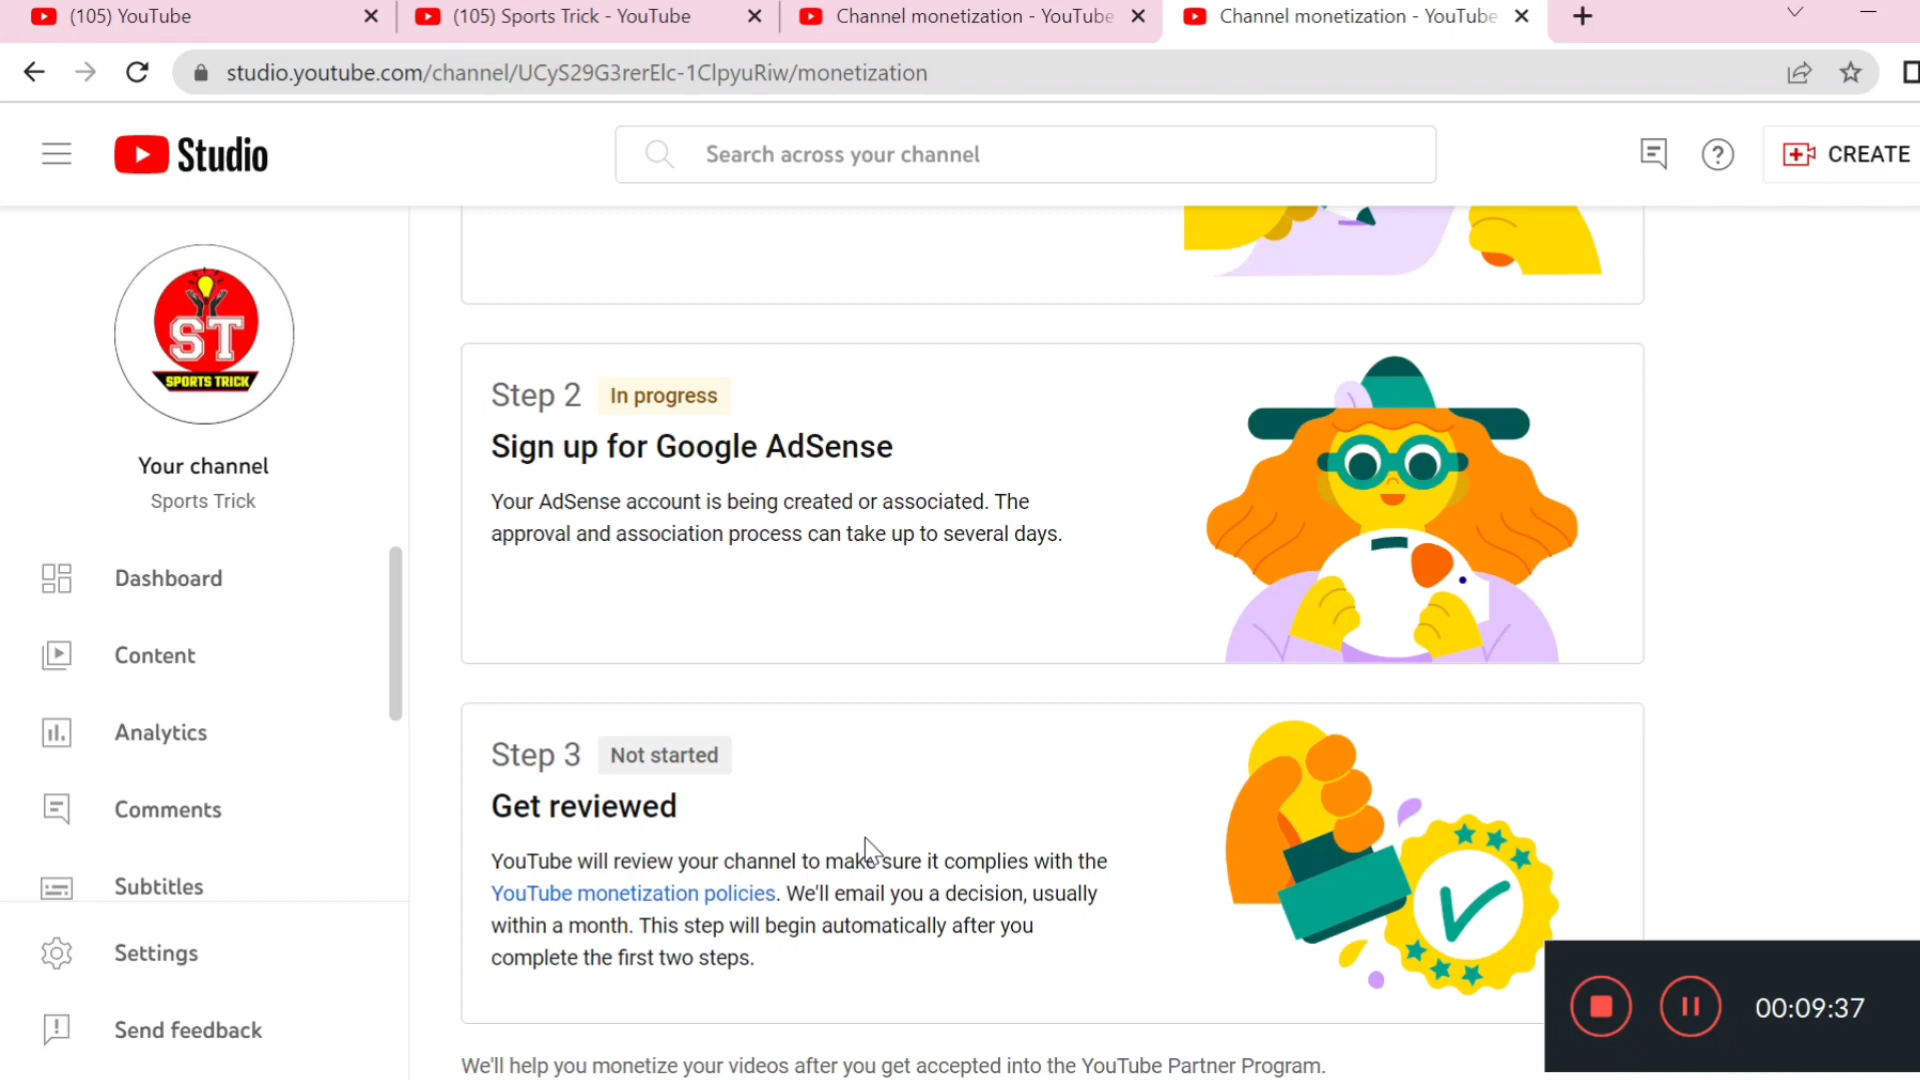 (105) YouTube
(105) Sports Trick - YouTube
Channel monetization - YouTube
Channel monetization - YouTube
studio.youtube.com/channel/UCyS29G3rerElc-1ClpyuRiw/monetization
Studio
Search across your channel
CREATE
ST
SPORTS TRICK
Your channel
Sports Trick
Dashboard
Content
Analytics
Comments
Subtitles
Settings
Send feedback
Step 2 In progress
Sign up for Google AdSense
Your AdSense account is being created or associated. The
approval and association process can take up to several days.
Step 3 Not started
Get reviewed
YouTube will review your channel to make sure it complies with the
YouTube monetization policies. We'll email you a decision, usually
within a month. This step will begin automatically after you
complete the first two steps.
We'll help you monetize your videos after you get accepted into the YouTube Partner Program.
00:09:37